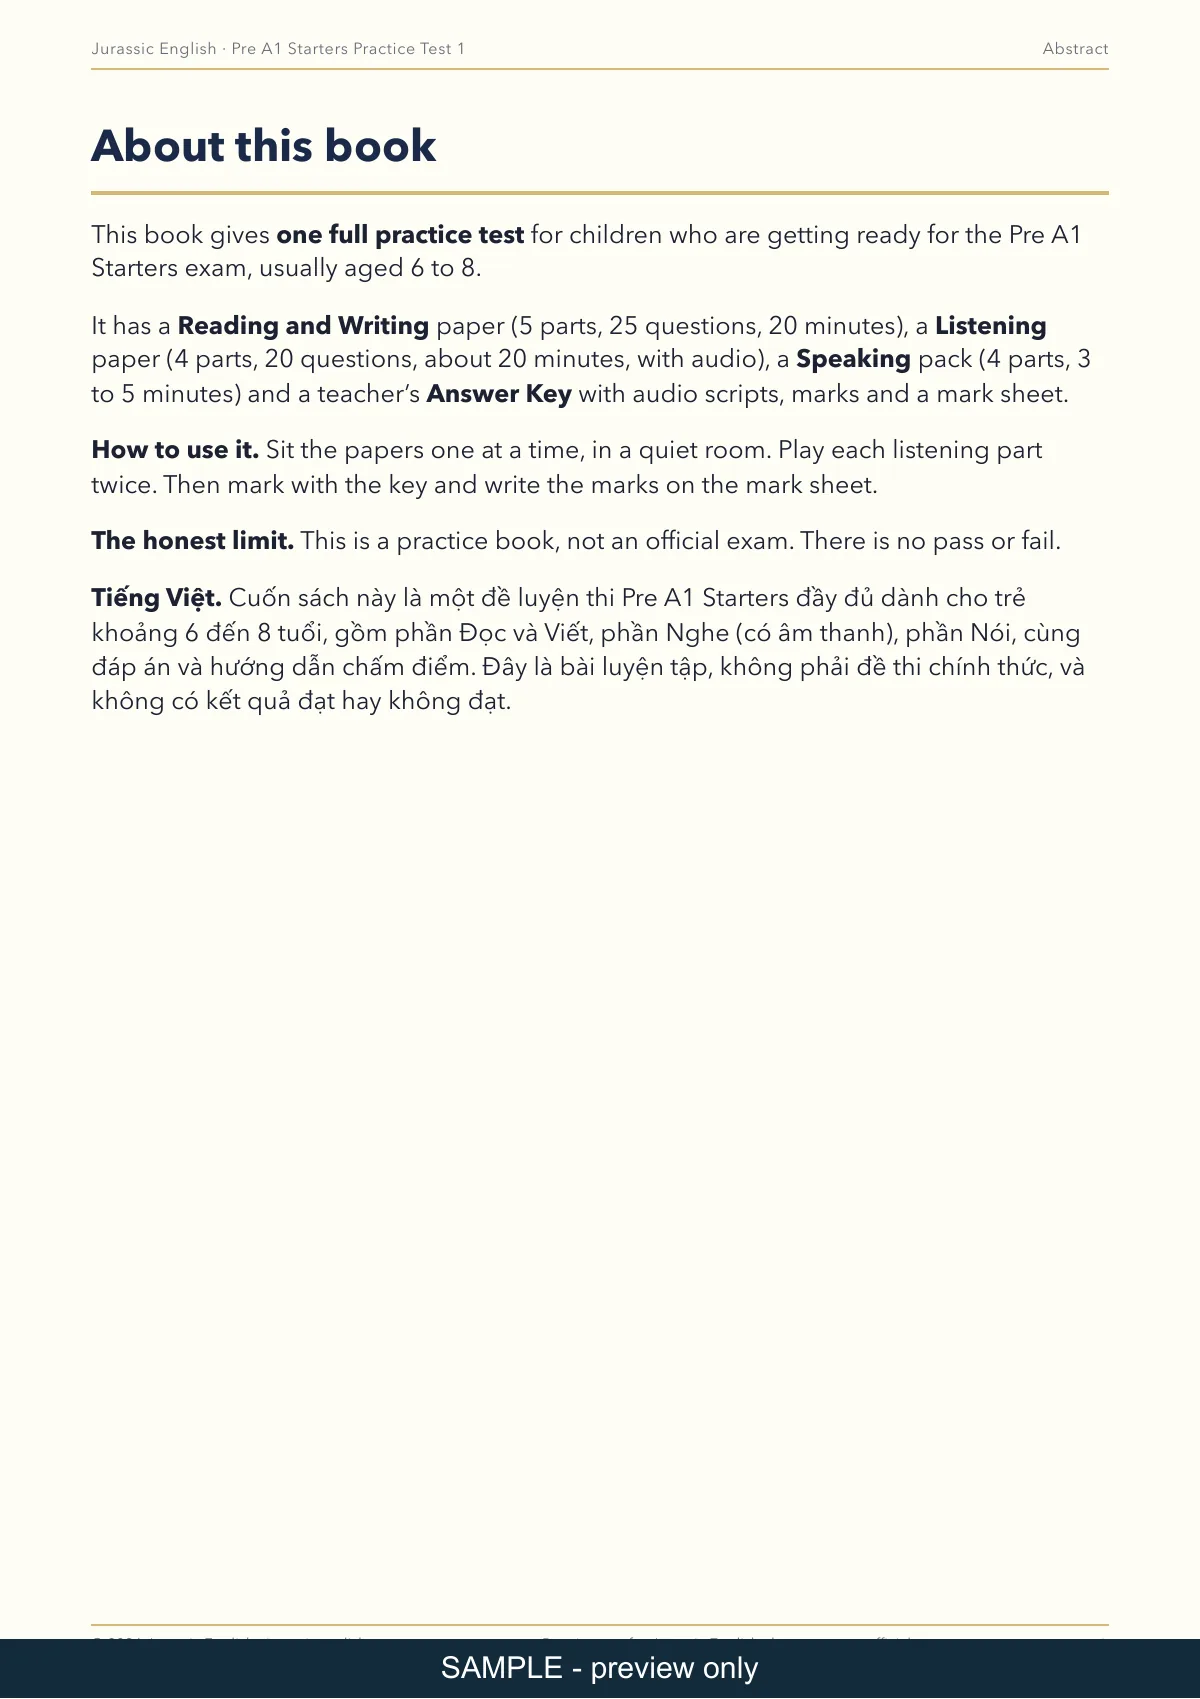 Jurassic English · Pre A1 Starters Practice Test 1
Abstract
About this book
This book gives one full practice test for children who are getting ready for the Pre A1
Starters exam, usually aged 6 to 8.
It has a Reading and Writing paper (5 parts, 25 questions, 20 minutes), a Listening
paper (4 parts, 20 questions, about 20 minutes, with audio), a Speaking pack (4 parts, 3
to 5 minutes) and a teacher’s Answer Key with audio scripts, marks and a mark sheet.
How to use it. Sit the papers one at a time, in a quiet room. Play each listening part
twice. Then mark with the key and write the marks on the mark sheet.
The honest limit. This is a practice book, not an official exam. There is no pass or fail.
Tiếng Việt. Cuốn sách này là một đề luyện thi Pre A1 Starters đầy đủ dành cho trẻ
khoảng 6 đến 8 tuổi, gồm phần Đọc và Viết, phần Nghe (có âm thanh), phần Nói, cùng
đáp án và hướng dẫn chấm điểm. Đây là bài luyện tập, không phải đề thi chính thức, và
không có kết quả đạt hay không đạt.
SAMPLE - preview only